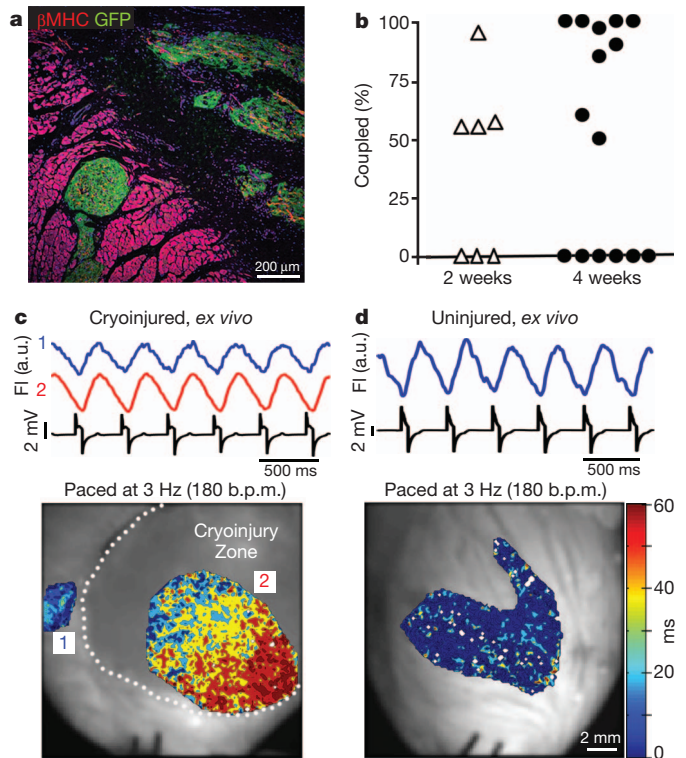 a
βMHC GFP
200 μm
b
Coupled (%)
100
75
50
25
0
2 weeks
4 weeks
c
Cryoinjured, ex vivo
FI (a.u.)
1
2
2 mV
500 ms
Paced at 3 Hz (180 b.p.m.)
Cryoinjury
Zone
1
2
d
Uninjured, ex vivo
FI (a.u.)
2 mV
500 ms
Paced at 3 Hz (180 b.p.m.)
2 mm
60
40
20
0
ms